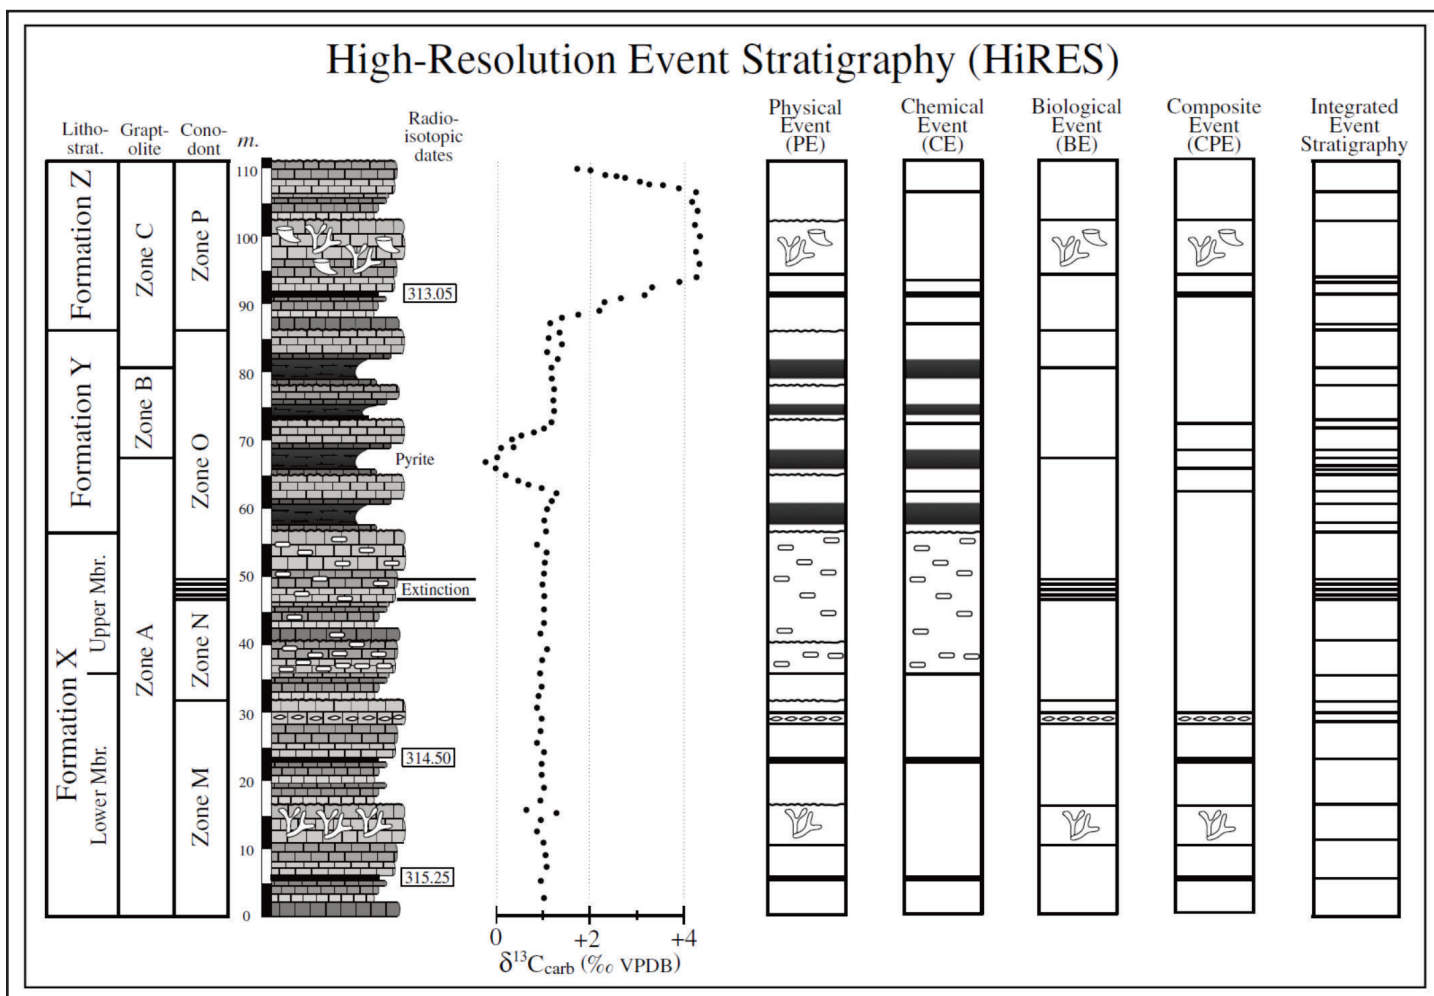 High-Resolution Event Stratigraphy (HiRES)
Litho-
strat.
Grapt-
olite
Cono-
dont
m.
Radio-
isotopic
dates
Physical
Event
(PE)
Chemical
Event
(CE)
Biological
Event
(BE)
Composite
Event
(CPE)
Integrated
Event
Stratigraphy
Formation Z
Formation Y
Formation X
Upper Mbr.
Lower Mbr.
Zone C
Zone B
Zone A
Zone P
Zone O
Zone N
Zone M
110
100
90
80
70
60
50
40
30
20
10
0
313.05
Pyrite
Extinction
314.50
315.25
0
+2
+4
δ¹³Ccarb (‰ VPDB)